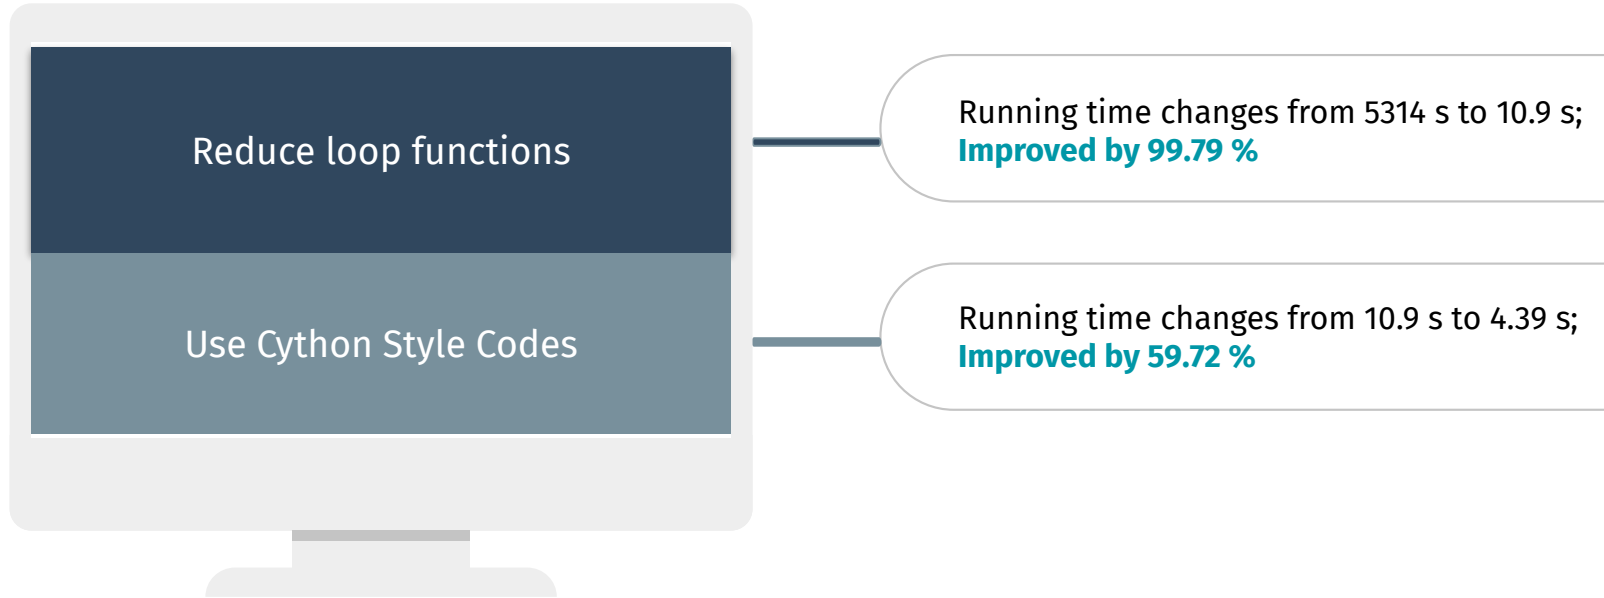 Reduce loop functions
Running time changes from 5314 s to 10.9 s;
Improved by 99.79 %
Use Cython Style Codes
Running time changes from 10.9 s to 4.39 s;
Improved by 59.72 %